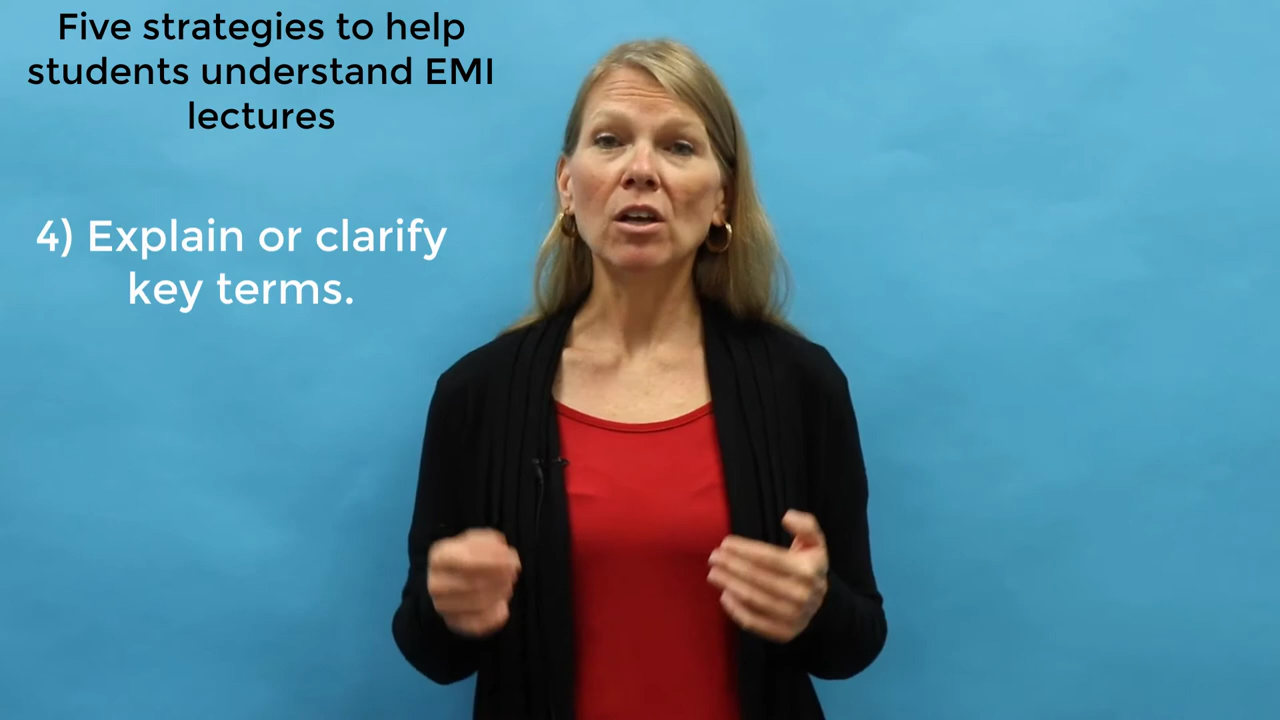 Five strategies to help
students understand EMI
lectures
4) Explain or clarify
key terms.